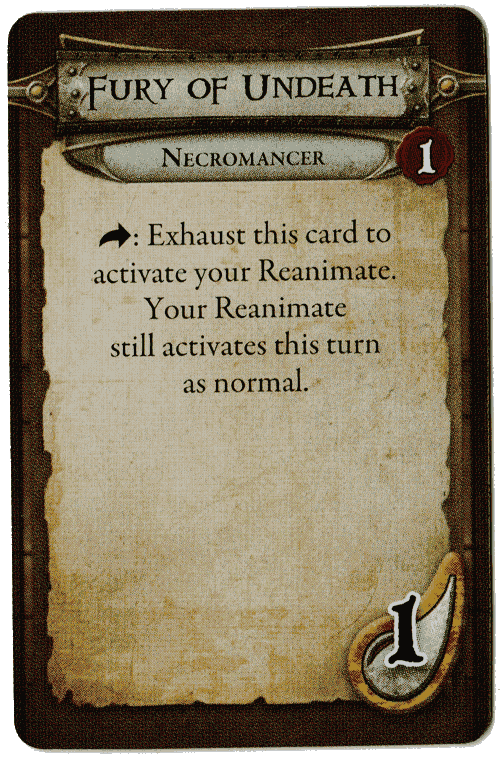 Fury of Undeath
Necromancer
1
: Exhaust this card to
activate your Reanimate.
Your Reanimate
still activates this turn
as normal.
1